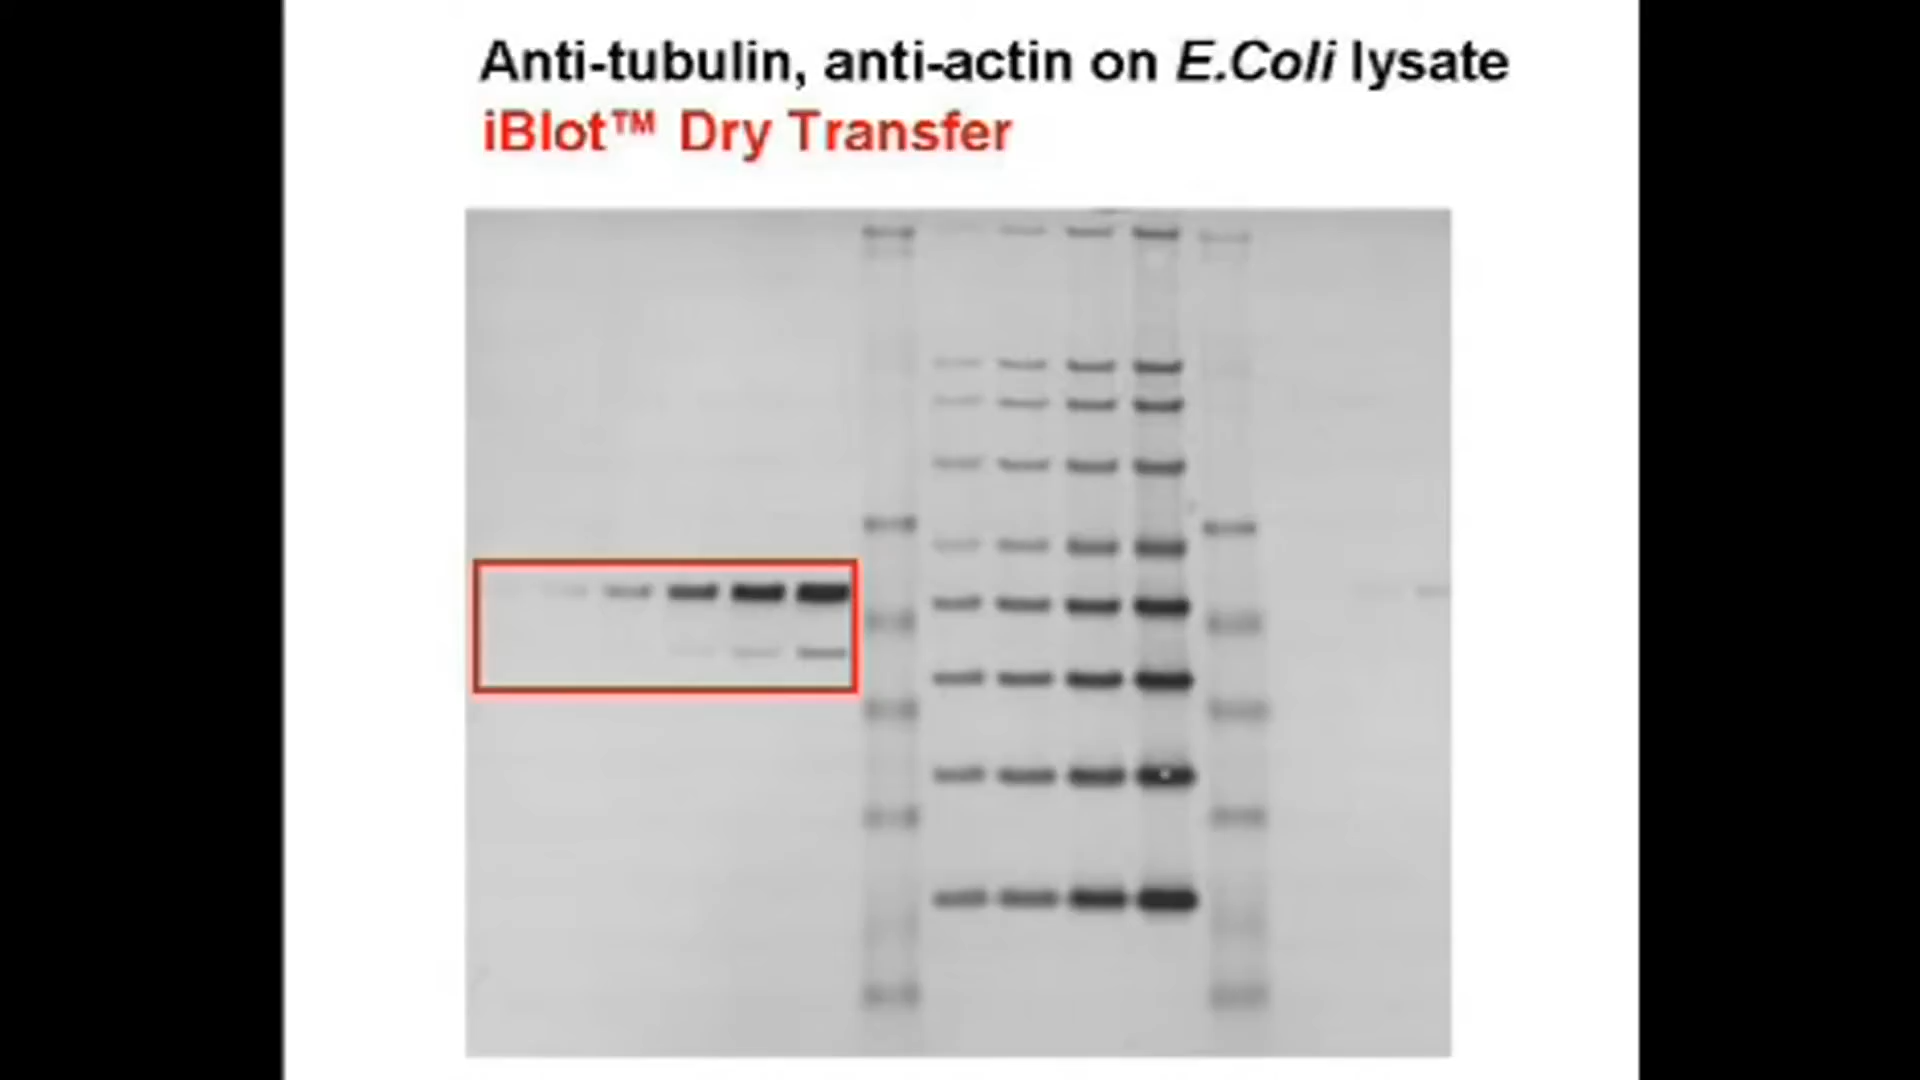 Anti-tubulin, anti-actin on E.Coli lysate
iBlot™ Dry Transfer